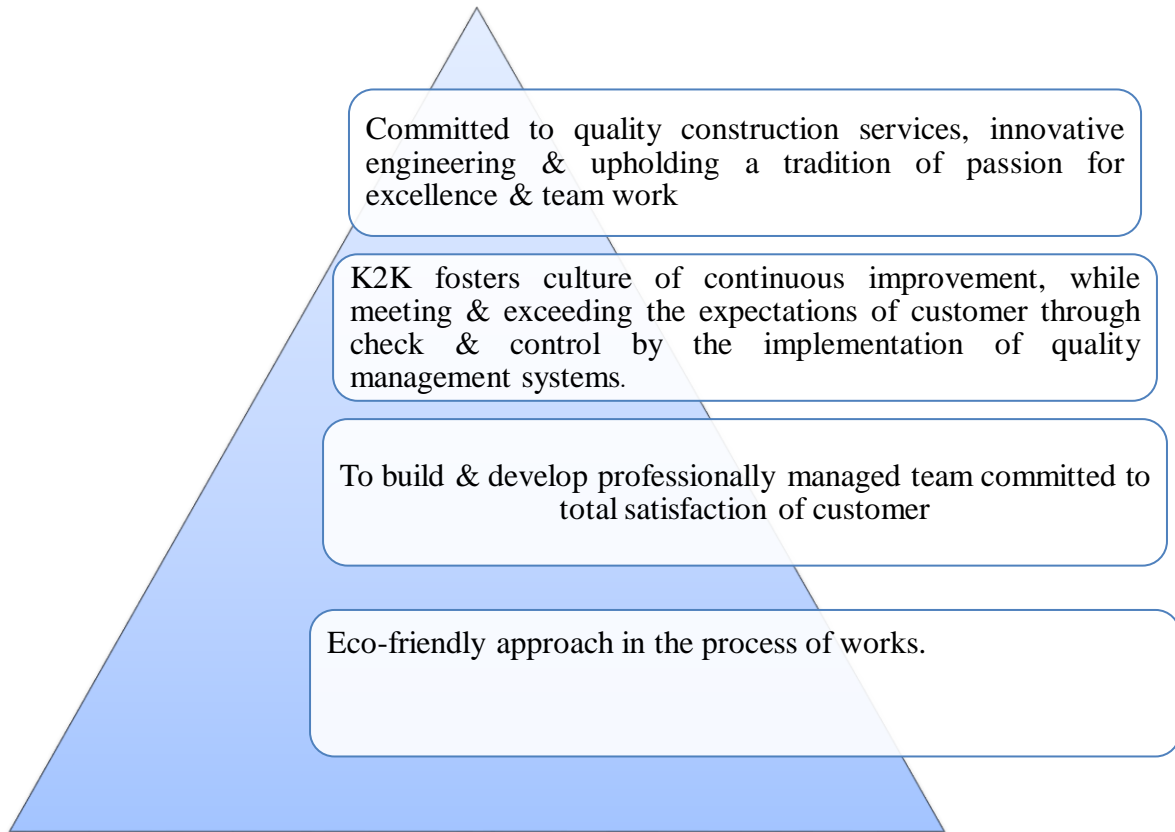 Committed to quality construction services, innovative
engineering & upholding a tradition of passion for
excellence & team work
K2K fosters culture of continuous improvement, while
meeting & exceeding the expectations of customer through
check & control by the implementation of quality
management systems.
To build & develop professionally managed team committed to
total satisfaction of customer
Eco-friendly approach in the process of works.